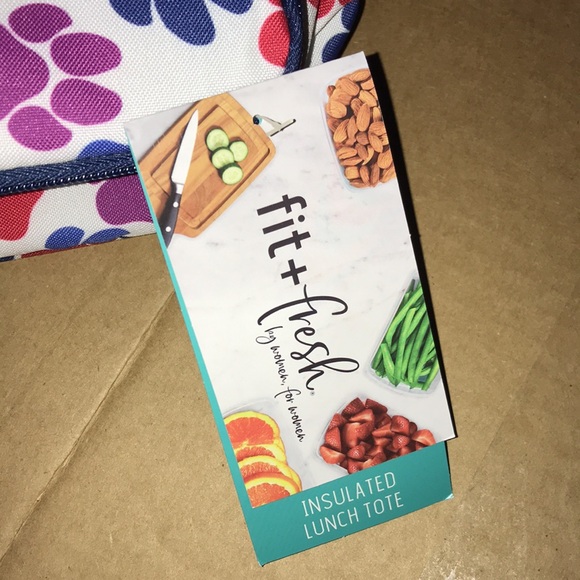 fit+fresh®
by women, for women
INSULATED
LUNCH TOTE